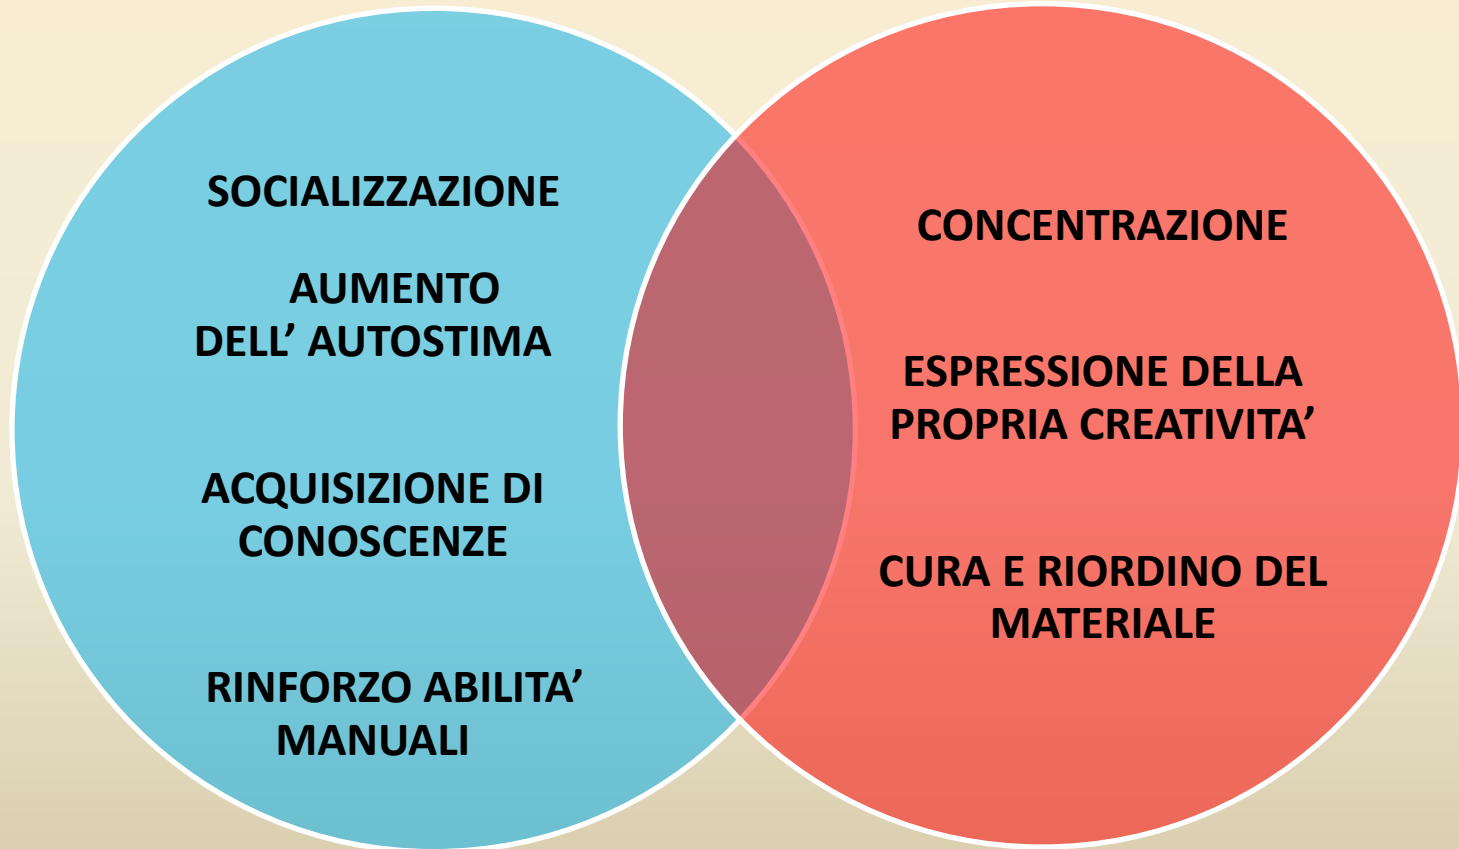 SOCIALIZZAZIONE
AUMENTO
DELL’ AUTOSTIMA
ACQUISIZIONE DI
CONOSCENZE
RINFORZO ABILITA’
MANUALI
CONCENTRAZIONE
ESPRESSIONE DELLA
PROPRIA CREATIVITA’
CURA E RIORDINO DEL
MATERIALE